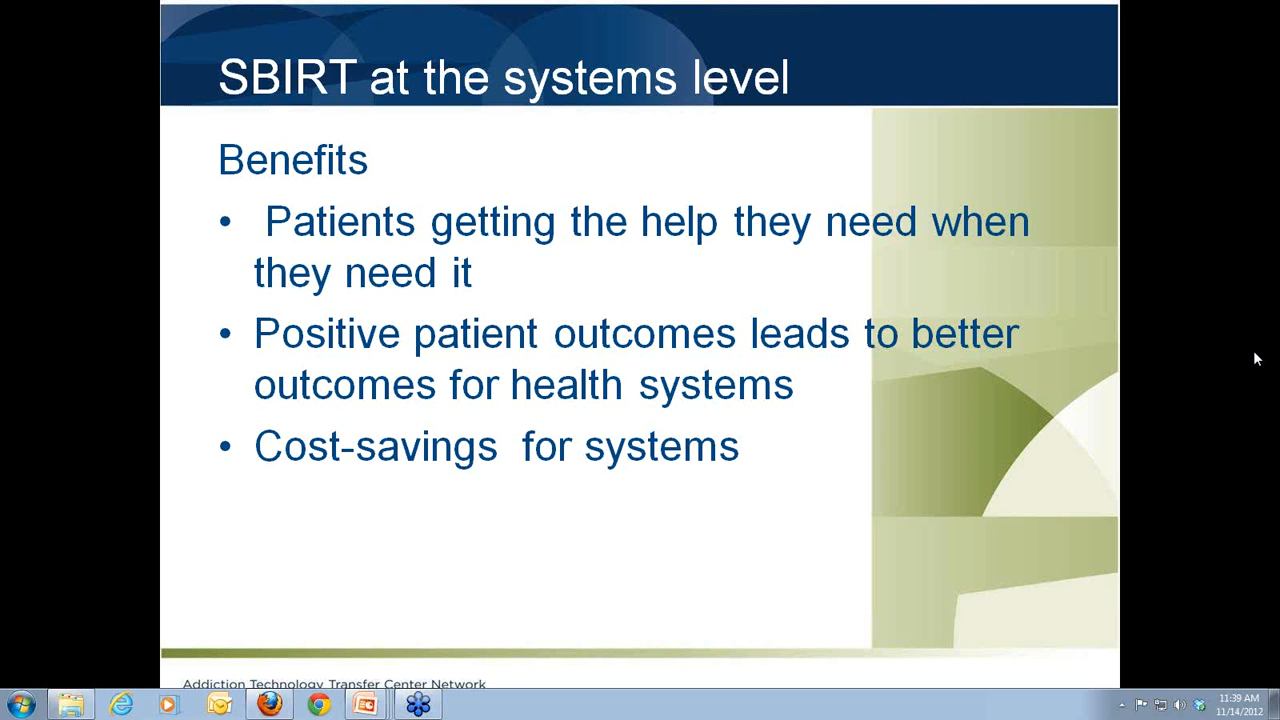 SBIRT at the systems level
Benefits
• Patients getting the help they need when
they need it
• Positive patient outcomes leads to better
outcomes for health systems
• Cost-savings for systems
Addiction Technology Transfer Center Network
11:39 AM
11/14/2012